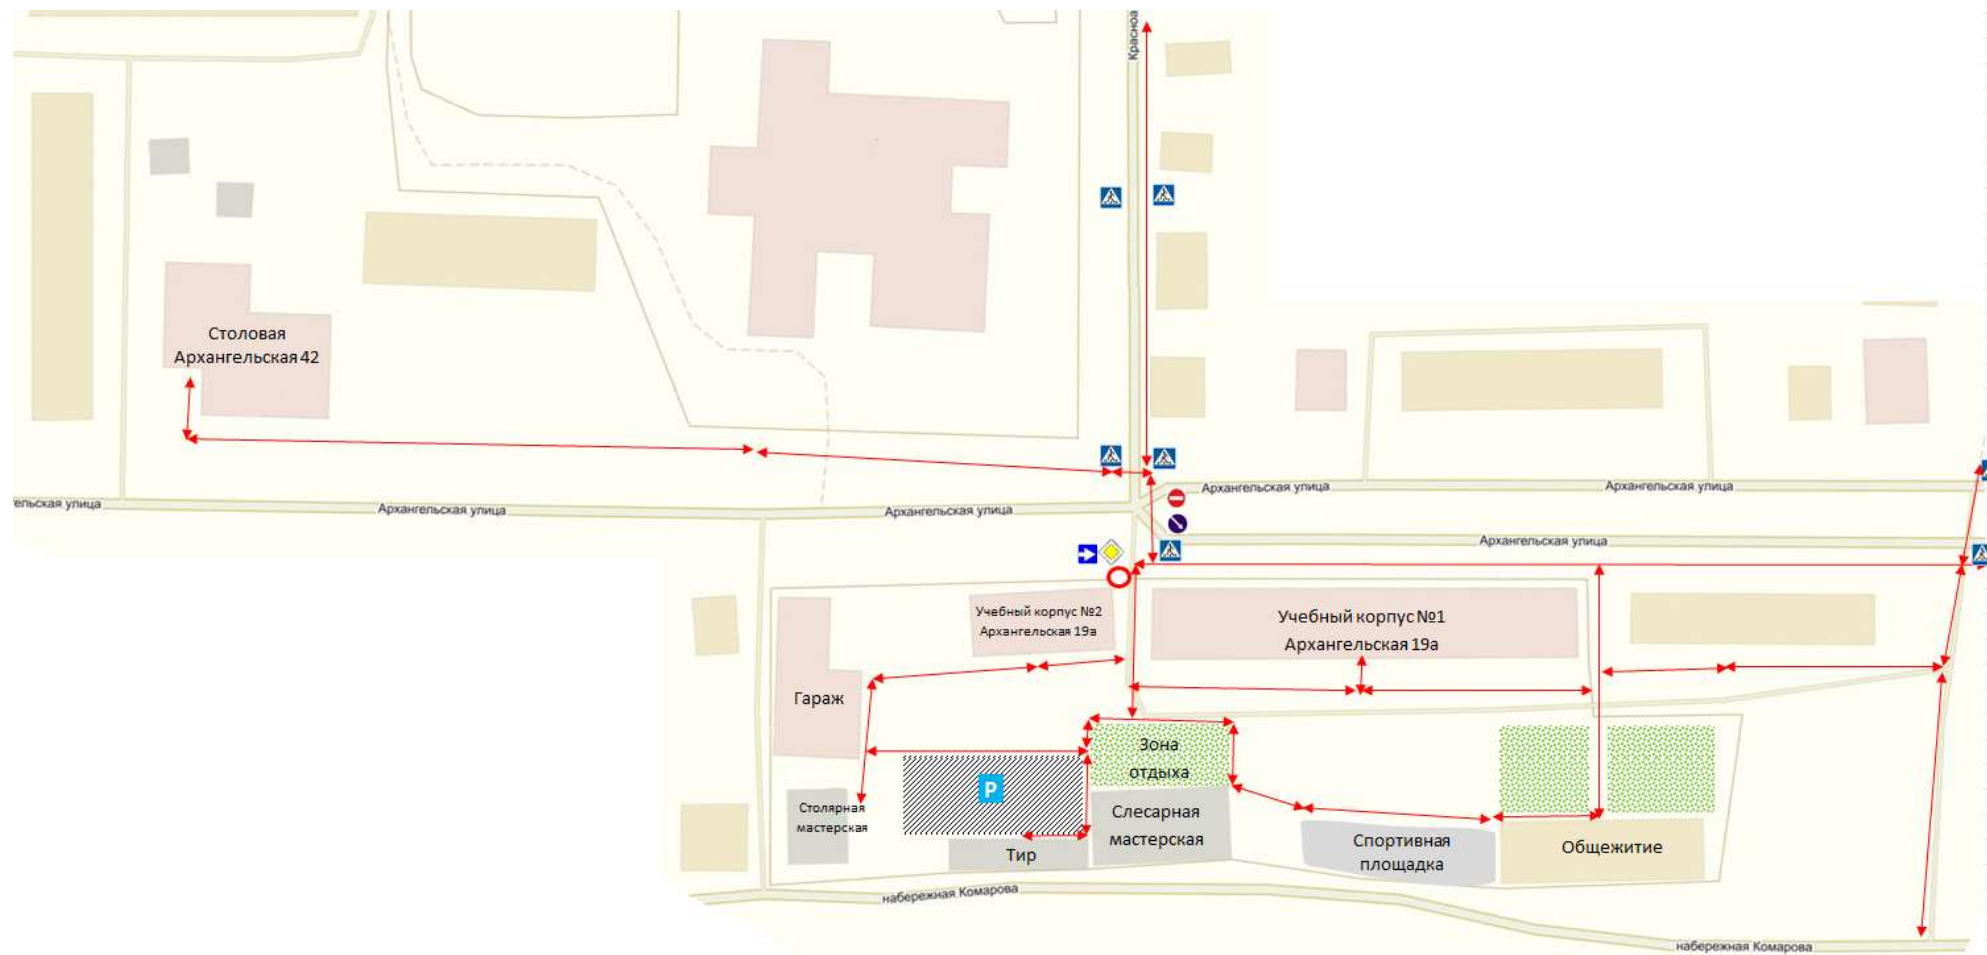 Красноа
Столовая
Архангельская 42
Архангельская улица
Архангельская улица
ельская улица
Архангельская улица
Архангельская улица
Архангельская улица
Учебный корпус №2
Архангельская 19а
Учебный корпус №1
Архангельская 19а
Гараж
Зона
отдыха
P
Столярная
мастерская
Слесарная
мастерская
Тир
Спортивная
площадка
Общежитие
набережная Комарова
набережная Комарова